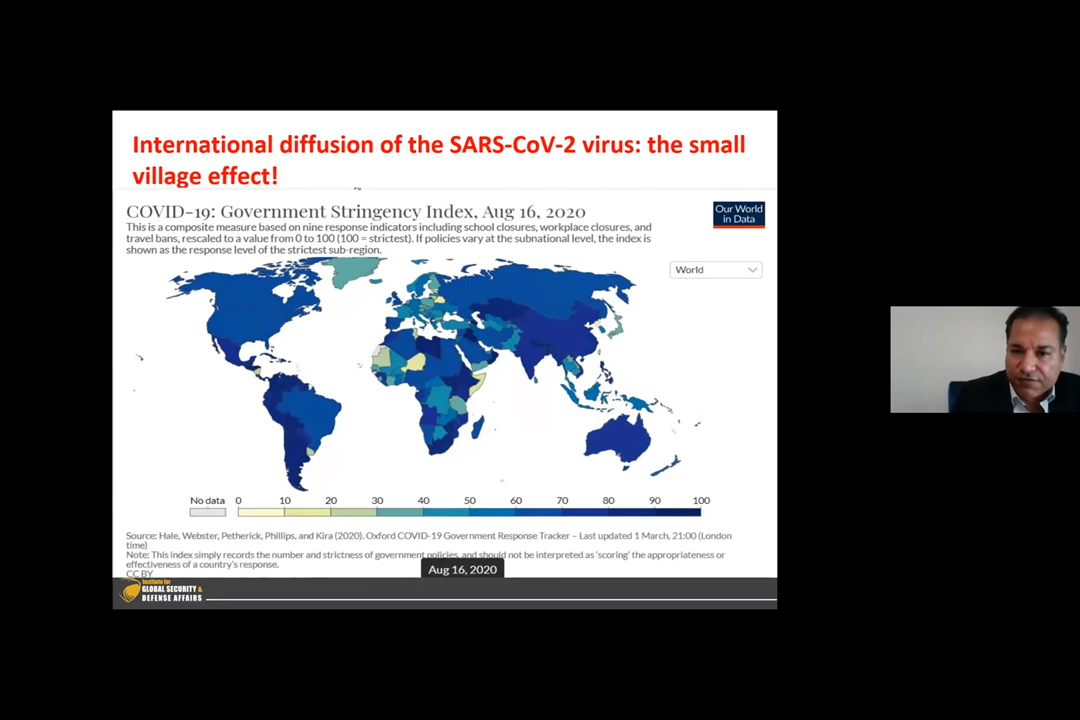 International diffusion of the SARS-CoV-2 virus: the small
village effect!
COVID-19: Government Stringency Index, Aug 16, 2020
Our World
in Data
This is a composite measure based on nine response indicators including school closures, workplace closures, and
travel bans, rescaled to a value from 0 to 100 (100 = strictest). If policies vary at the subnational level, the index is
shown as the response level of the strictest sub-region.
World
No data 0 10 20 30 40 50 60 70 80 90 100
Source: Hale, Webster, Petherick, Phillips, and Kira (2020). Oxford COVID-19 Government Response Tracker – Last updated 1 March, 21:00 (London
time)
Note: This index simply records the number and strictness of government policies, and should not be interpreted as 'scoring' the appropriateness or
effectiveness of a country's response.
CC BY
Aug 16, 2020
Institute for
GLOBAL SECURITY &
DEFENSE AFFAIRS